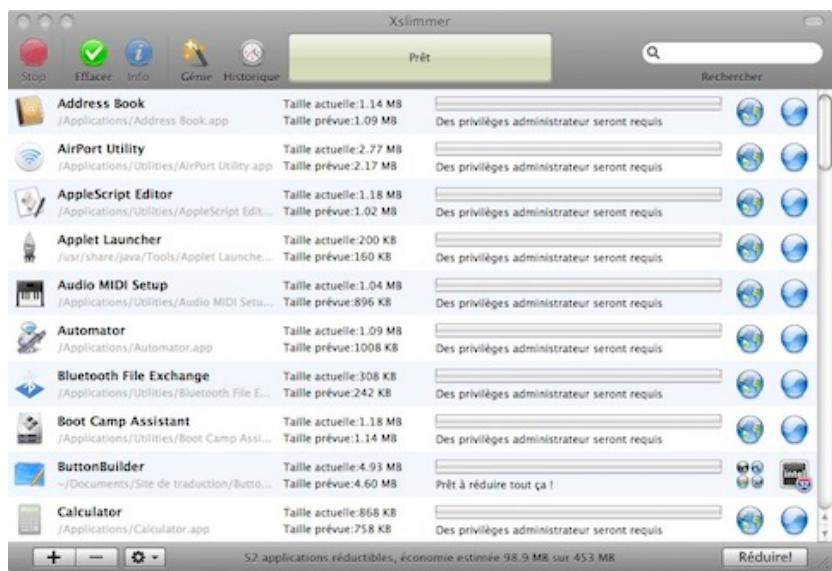 Xslimmer
Stop Effacer Info Génie Historique Prêt Rechercher
Address Book Taille actuelle:1.14 MB
/Applications/Address Book.app Taille prévue:1.09 MB Des privilèges administrateur seront requis
AirPort Utility Taille actuelle:2.77 MB
/Applications/Utilities/AirPort Utility.app Taille prévue:2.17 MB Des privilèges administrateur seront requis
AppleScript Editor Taille actuelle:1.18 MB
/Applications/Utilities/AppleScript Edit... Taille prévue:1.02 MB Des privilèges administrateur seront requis
Applet Launcher Taille actuelle:200 KB
/usr/share/java/Tools/Applet Launche... Taille prévue:160 KB Des privilèges administrateur seront requis
Audio MIDI Setup Taille actuelle:1.04 MB
/Applications/Utilities/Audio MIDI Setu... Taille prévue:896 KB Des privilèges administrateur seront requis
Automator Taille actuelle:1.09 MB
/Applications/Automator.app Taille prévue:1008 KB Des privilèges administrateur seront requis
Bluetooth File Exchange Taille actuelle:308 KB
/Applications/Utilities/Bluetooth File E... Taille prévue:242 KB Des privilèges administrateur seront requis
Boot Camp Assistant Taille actuelle:1.18 MB
/Applications/Utilities/Boot Camp Assi... Taille prévue:1.14 MB Des privilèges administrateur seront requis
ButtonBuilder Taille actuelle:4.93 MB
~/Documents/Site de traduction/Butto... Taille prévue:4.60 MB Prêt à réduire tout ça ! intel 32
Calculator Taille actuelle:868 KB
/Applications/Calculator.app Taille prévue:758 KB Des privilèges administrateur seront requis
52 applications réductibles, économie estimée 98.9 MB sur 453 MB Réduire!